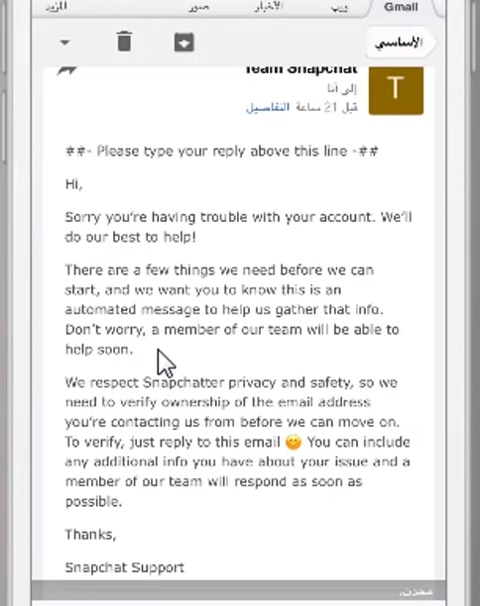 Gmail
ويب
الأخبار
صور
المزيد
الأساسي
Team Snapchat
T
إلى أنا
قبل 21 ساعة التفاصيل
##- Please type your reply above this line -##
Hi,
Sorry you're having trouble with your account. We'll
do our best to help!
There are a few things we need before we can
start, and we want you to know this is an
automated message to help us gather that info.
Don't worry, a member of our team will be able to
help soon.
We respect Snapchatter privacy and safety, so we
need to verify ownership of the email address
you're contacting us from before we can move on.
To verify, just reply to this email 😊 You can include
any additional info you have about your issue and a
member of our team will respond as soon as
possible.
Thanks,
Snapchat Support